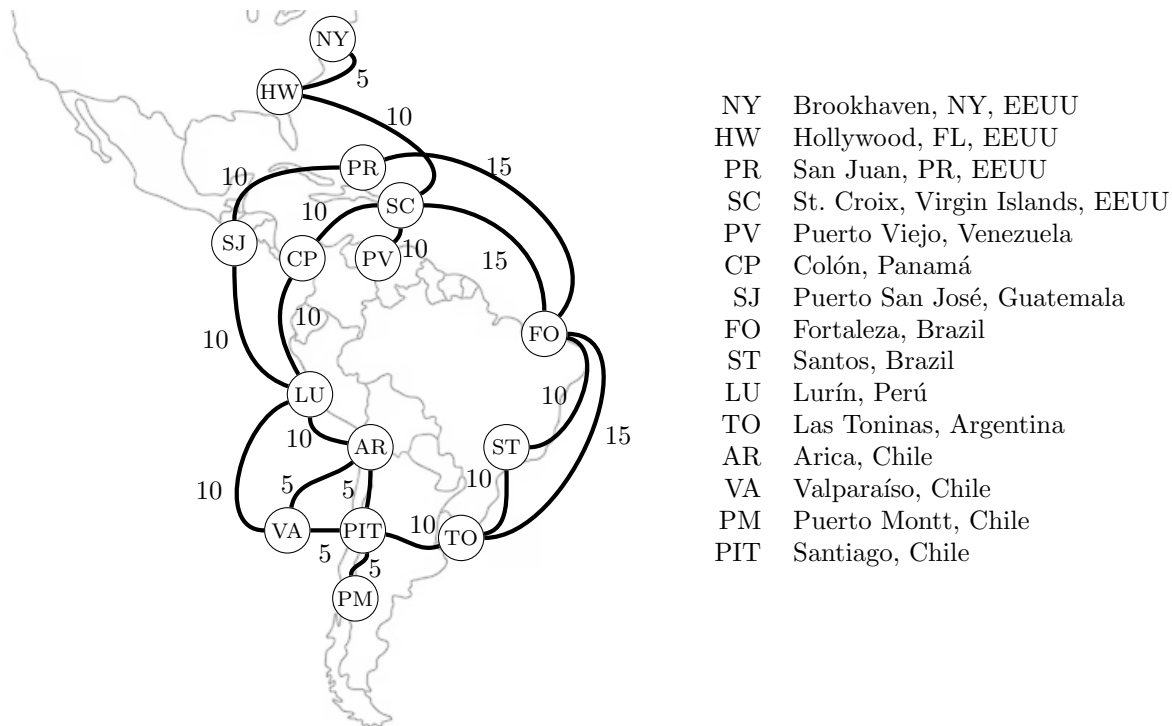 NY
5
HW
10
PR
15
10
SC
10
SJ
CP
PV
10
15
FO
10
10
LU
10
15
10
AR
ST
10
5
5
10
VA
PIT
10
TO
5
5
PM
NY Brookhaven, NY, EEUU
HW Hollywood, FL, EEUU
PR San Juan, PR, EEUU
SC St. Croix, Virgin Islands, EEUU
PV Puerto Viejo, Venezuela
CP Colón, Panamá
SJ Puerto San José, Guatemala
FO Fortaleza, Brazil
ST Santos, Brazil
LU Lurín, Perú
TO Las Toninas, Argentina
AR Arica, Chile
VA Valparaíso, Chile
PM Puerto Montt, Chile
PIT Santiago, Chile